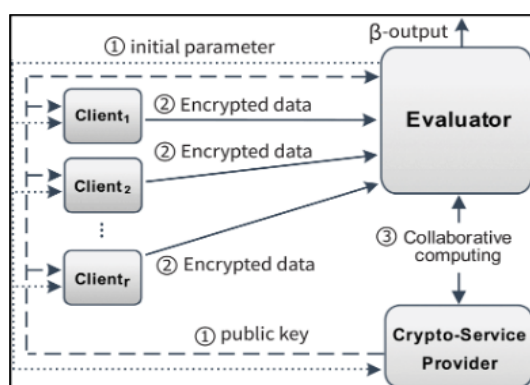 β-output
① initial parameter
Client₁
② Encrypted data
Evaluator
② Encrypted data
Client₂
⋮
Clientᵣ
② Encrypted data
③ Collaborative
computing
① public key
Crypto-Service
Provider